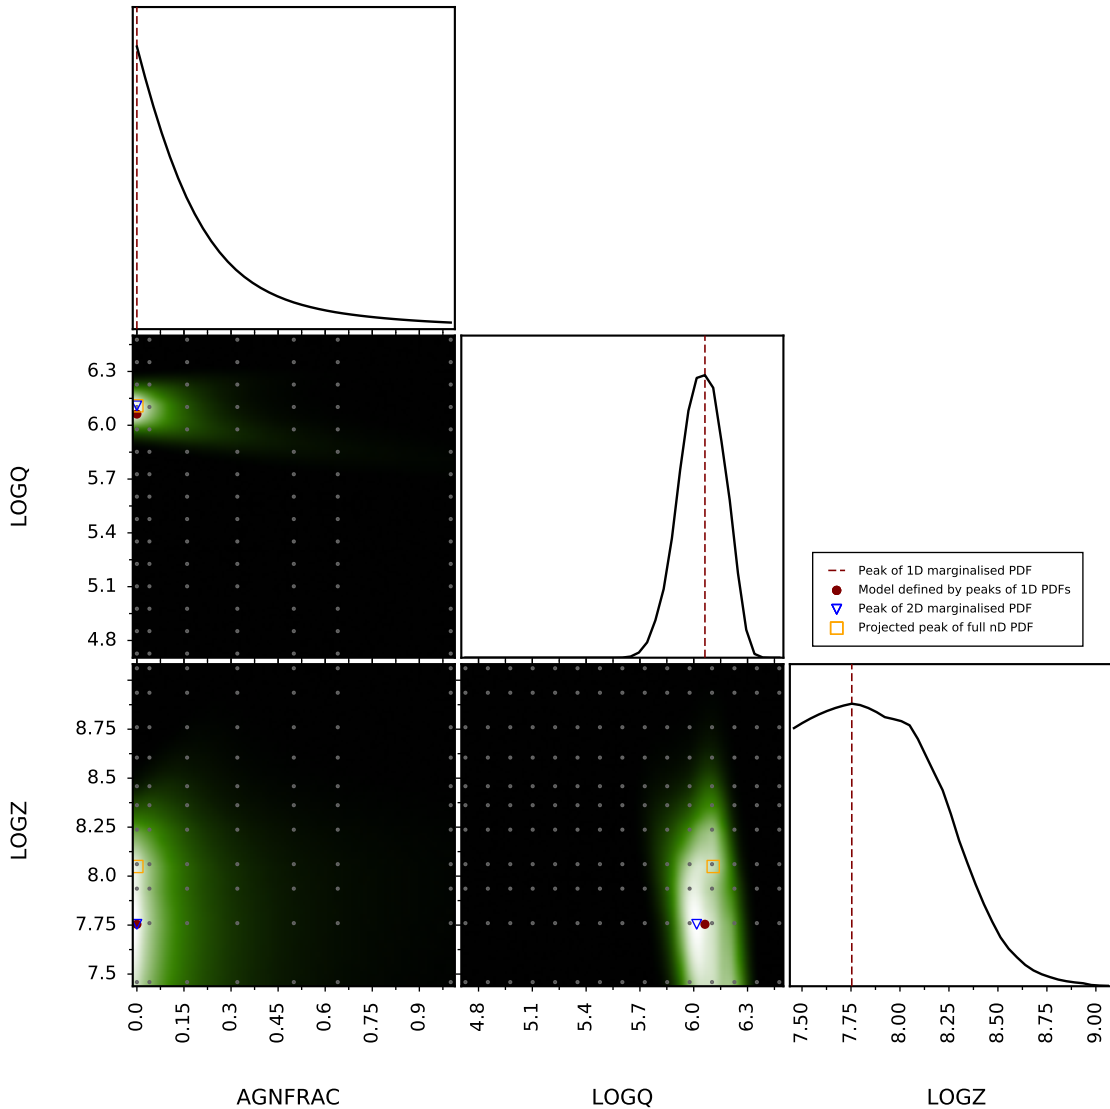 6.3
6.0
5.7
5.4
5.1
4.8
LOGQ
Peak of 1D marginalised PDF
Model defined by peaks of 1D PDFs
Peak of 2D marginalised PDF
Projected peak of full nD PDF
8.75
8.5
8.25
8.0
7.75
7.5
LOGZ
0.0 0.15 0.3 0.45 0.6 0.75 0.9
4.8 5.1 5.4 5.7 6.0 6.3
7.50 7.75 8.00 8.25 8.50 8.75 9.00
AGNFRAC LOGQ LOGZ